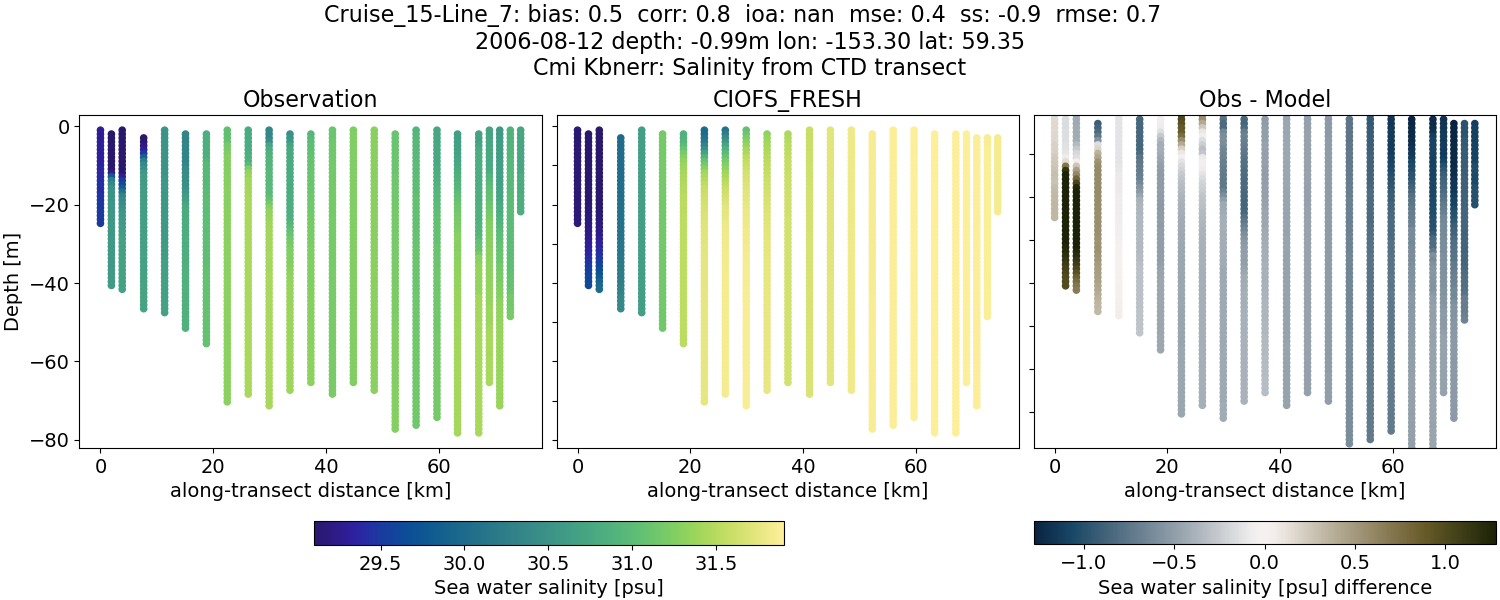 Cruise_15-Line_7: bias: 0.5  corr: 0.8  ioa: nan  mse: 0.4  ss: -0.9  rmse: 0.7
2006-08-12 depth: -0.99m lon: -153.30 lat: 59.35
Cmi Kbnerr: Salinity from CTD transect
Observation
CIOFS_FRESH
Obs - Model
Depth [m]
0
−20
−40
−60
−80
0 20 40 60
0 20 40 60
0 20 40 60
along-transect distance [km]
along-transect distance [km]
along-transect distance [km]
29.5 30.0 30.5 31.0 31.5
Sea water salinity [psu]
−1.0 −0.5 0.0 0.5 1.0
Sea water salinity [psu] difference